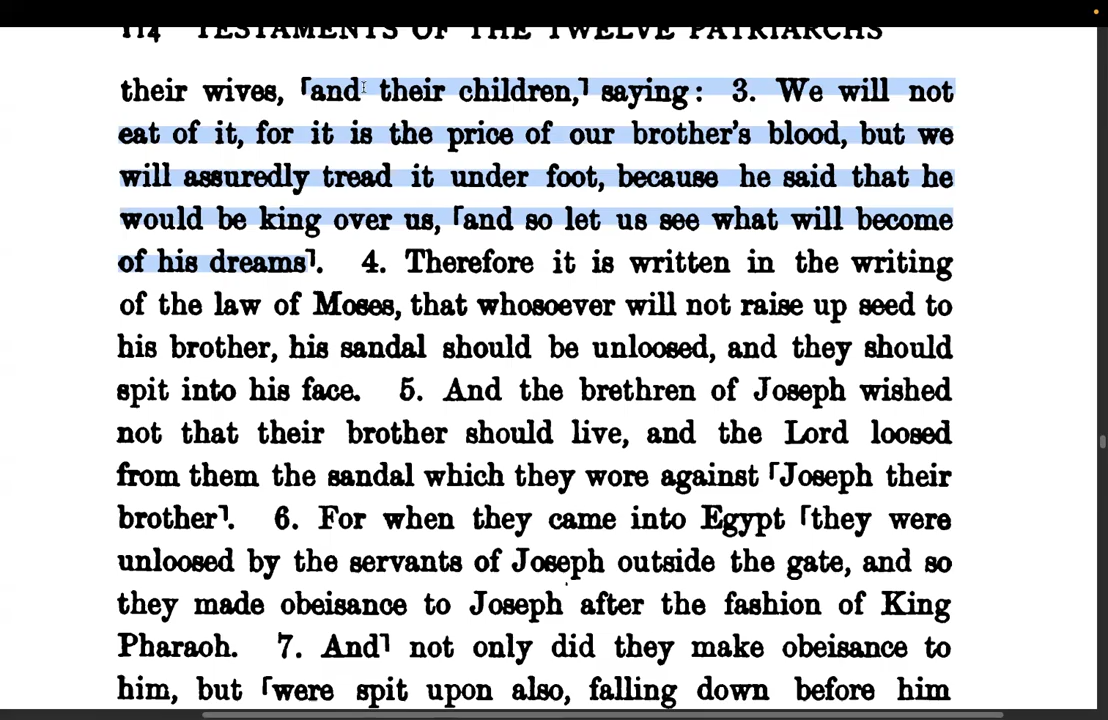 114 TESTAMENTS OF THE TWELVE PATRIARCHS
their wives, ⌜and their children,⌝ saying: 3. We will not
eat of it, for it is the price of our brother's blood, but we
will assuredly tread it under foot, because he said that he
would be king over us, ⌜and so let us see what will become
of his dreams⌝. 4. Therefore it is written in the writing
of the law of Moses, that whosoever will not raise up seed to
his brother, his sandal should be unloosed, and they should
spit into his face. 5. And the brethren of Joseph wished
not that their brother should live, and the Lord loosed
from them the sandal which they wore against ⌜Joseph their
brother⌝. 6. For when they came into Egypt ⌜they were
unloosed by the servants of Joseph outside the gate, and so
they made obeisance to Joseph after the fashion of King
Pharaoh. 7. And⌝ not only did they make obeisance to
him, but ⌜were spit upon also, falling down before him